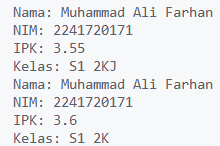 Nama: Muhammad Ali Farhan
NIM: 2241720171
IPK: 3.55
Kelas: S1 2KJ
Nama: Muhammad Ali Farhan
NIM: 2241720171
IPK: 3.6
Kelas: S1 2K